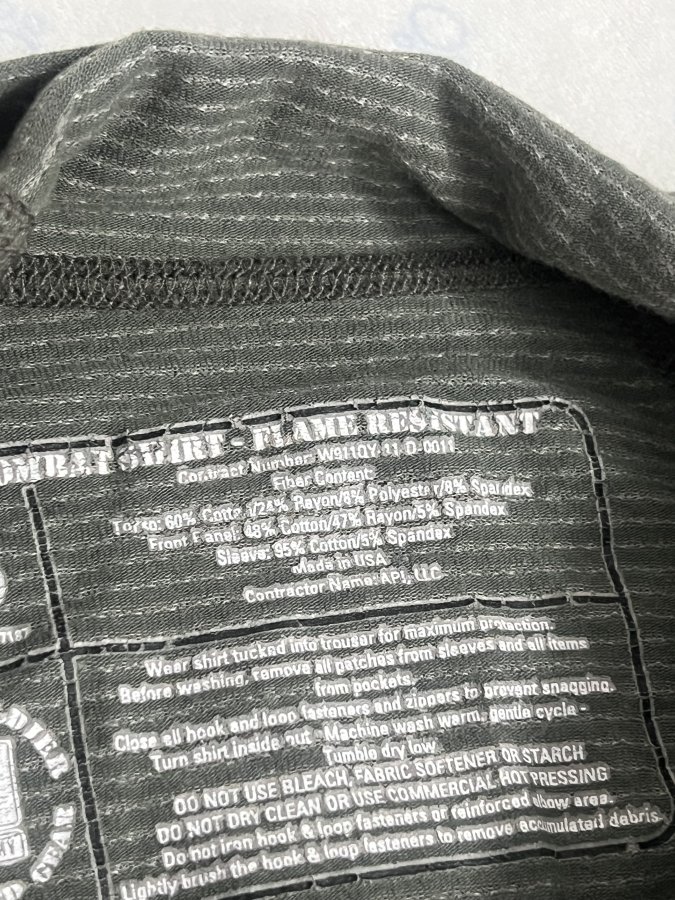 OMBAT SHIRT - FLAME RESISTANT
Contract Number: W911QY-11-D-0011
Fiber Content:
Torso: 60% Cotton/24% Rayon/8% Polyester/8% Spandex
Front Panel: 48% Cotton/47% Rayon/5% Spandex
Sleeve: 95% Cotton/5% Spandex
Made in USA
Contractor Name: API, LLC
7187
Wear shirt tucked into trouser for maximum protection.
Before washing, remove all patches from sleeves and all items
from pockets.
Close all hook and loop fasteners and zippers to prevent snagging.
Turn shirt inside out - Machine wash warm, gentle cycle -
Tumble dry low
DO NOT USE BLEACH, FABRIC SOFTENER OR STARCH
DO NOT DRY CLEAN OR USE COMMERCIAL HOT PRESSING
Do not iron hook & loop fasteners or reinforced elbow area.
Lightly brush the hook & loop fasteners to remove accumulated debris.
DIER
MY
GEAR